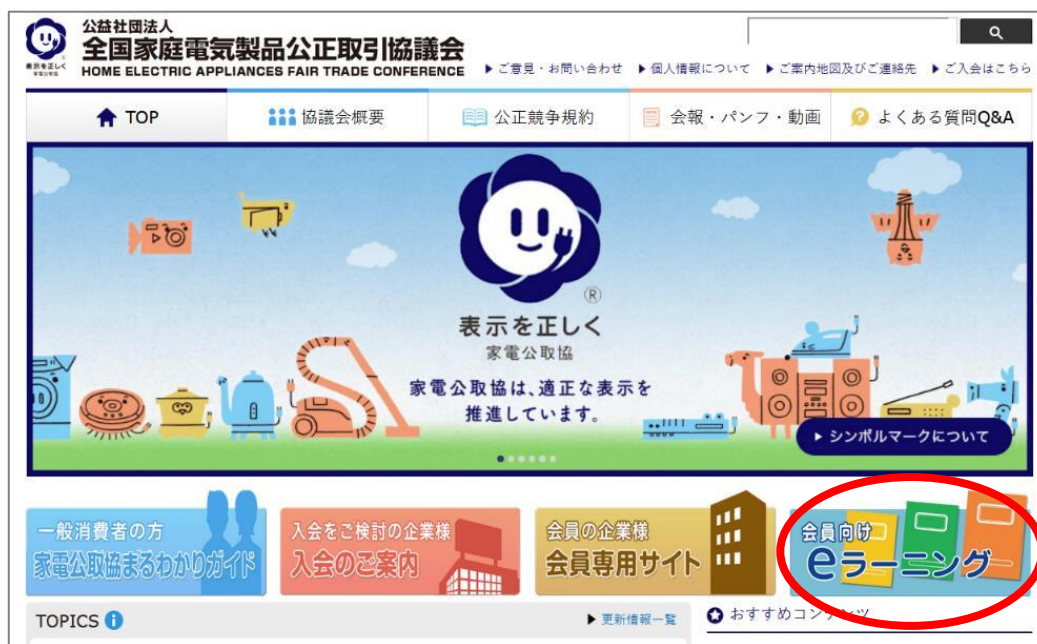 公益社団法人
全国家庭電気製品公正取引協議会
HOME ELECTRIC APPLIANCES FAIR TRADE CONFERENCE
表示を正しく
家電公取協
▶ ご意見・お問い合わせ ▶ 個人情報について ▶ ご案内地図及びご連絡先 ▶ ご入会はこちら
TOP 協議会概要 公正競争規約 会報・パンフ・動画 よくある質問Q&A
®
表示を正しく
家電公取協
家電公取協は、適正な表示を
推進しています。
▶ シンボルマークについて
一般消費者の方
家電公取協まるわかりガイド
入会をご検討の企業様
入会のご案内
会員の企業様
会員専用サイト
会員向け
eラーニング
TOPICS
▶ 更新情報一覧
おすすめコンテンツ